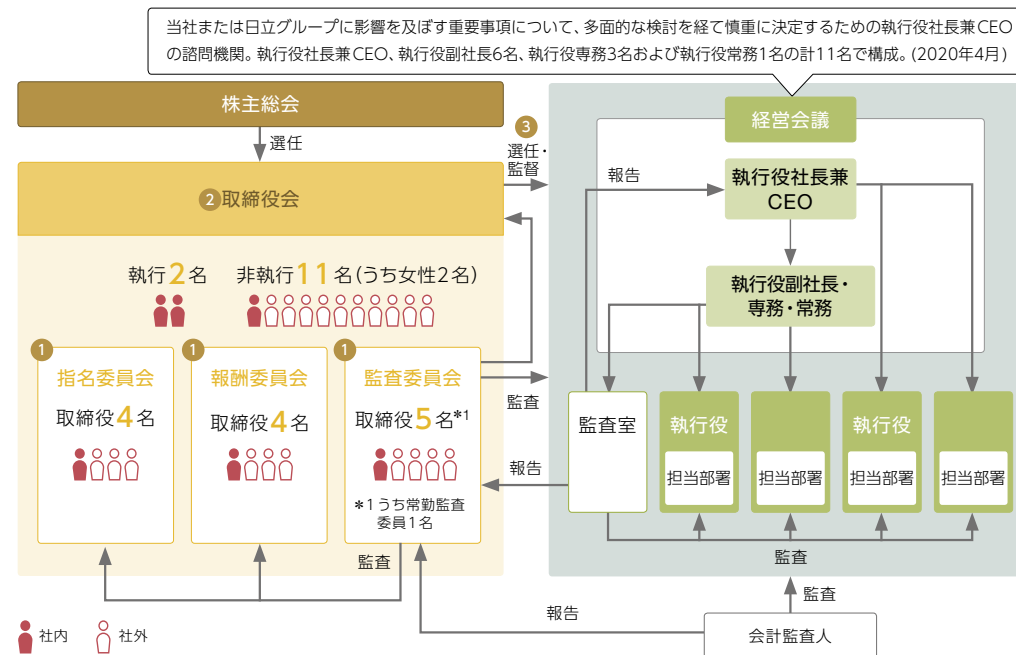 当社または日立グループに影響を及ぼす重要事項について、多面的な検討を経て慎重に決定するための執行役社長兼CEO
の諮問機関。執行役社長兼CEO、執行役副社長6名、執行役専務3名および執行役常務1名の計11名で構成。(2020年4月)
株主総会
選任
3
選任・
監督
2取締役会
執行2名
非執行11名(うち女性2名)
1
指名委員会
取締役4名
1
報酬委員会
取締役4名
1
監査委員会
取締役5名*1
*1うち常勤監査
委員1名
監査
監査
報告
経営会議
報告
執行役社長兼
CEO
執行役副社長・
専務・常務
監査室
執行役
担当部署
担当部署
執行役
担当部署
担当部署
監査
監査
報告
会計監査人
社内
社外